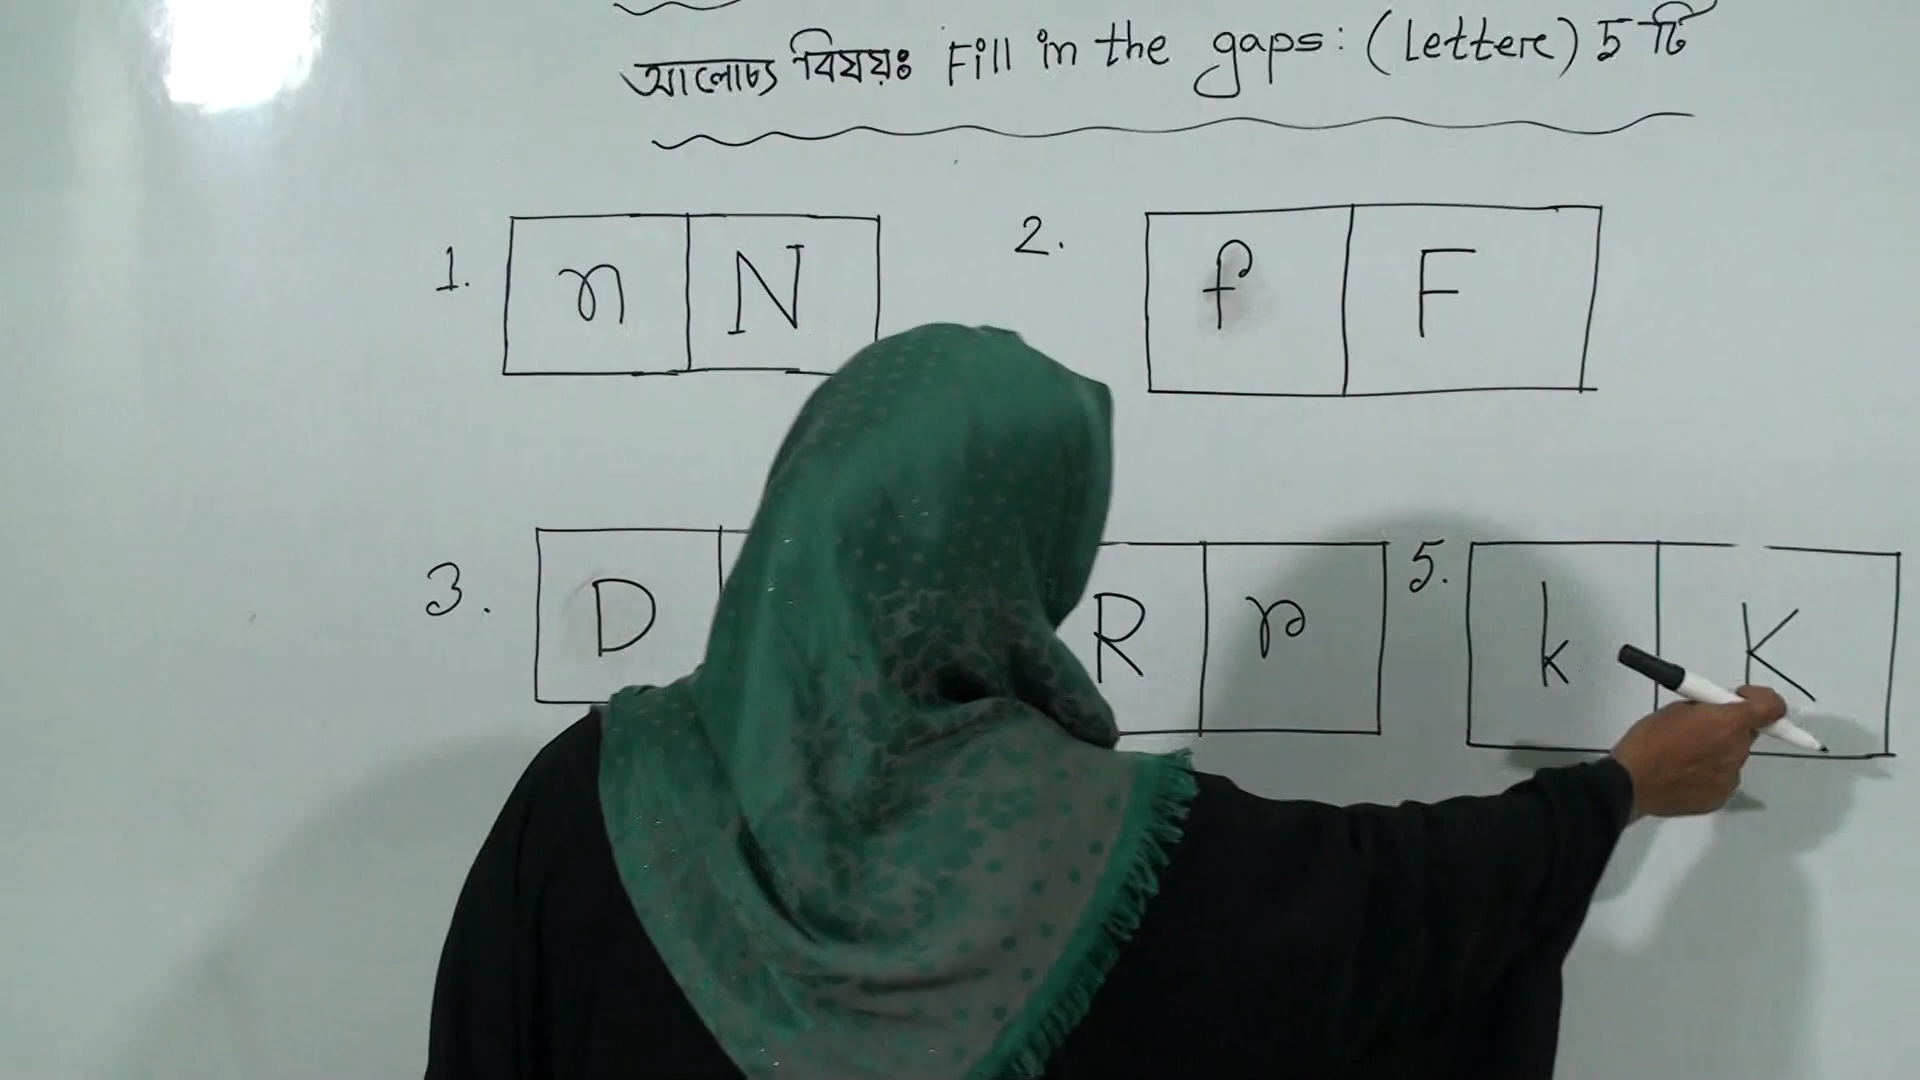 আলোচ্য বিষয়ঃ Fill in the gaps: (Letter) 5 টি
1. n N
2. f F
3. D R r 5. k K